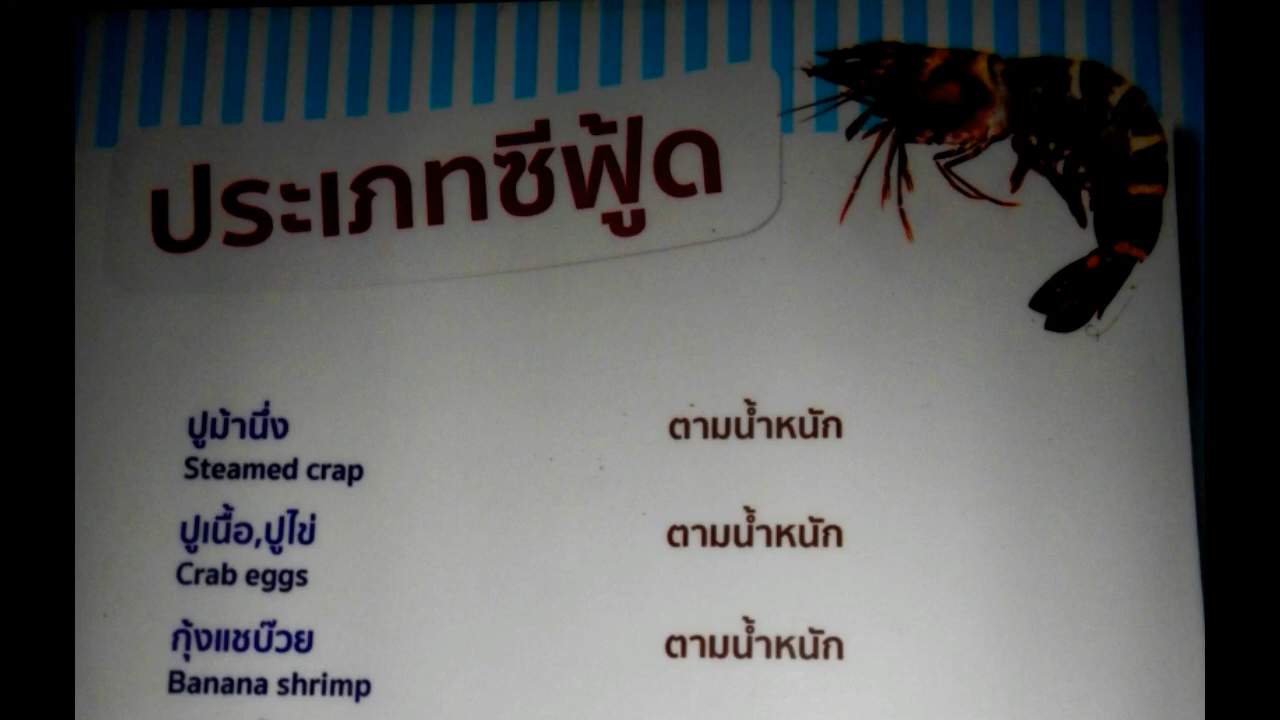 ประเภทซีฟู้ด
ปูม้านึ่ง ตามน้ำหนัก
Steamed crap
ปูเนื้อ,ปูไข่ ตามน้ำหนัก
Crab eggs
กุ้งแชบ๊วย ตามน้ำหนัก
Banana shrimp